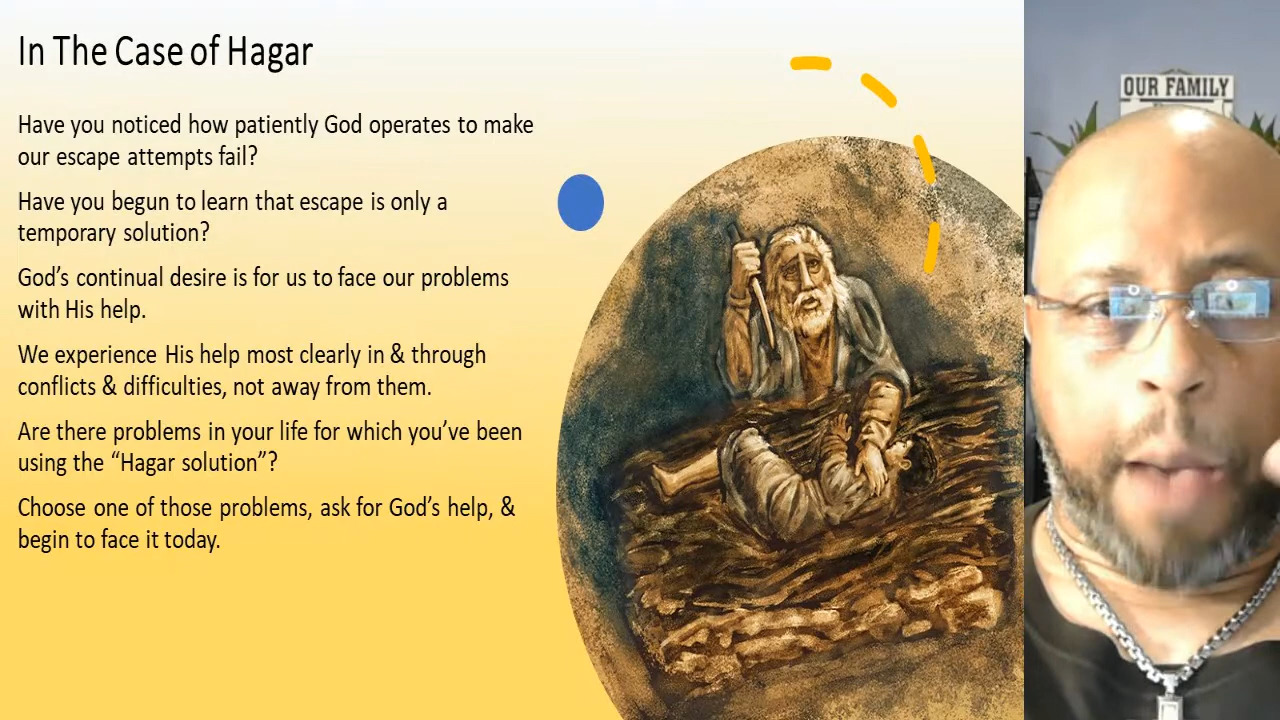 In The Case of Hagar
Have you noticed how patiently God operates to make
our escape attempts fail?
Have you begun to learn that escape is only a
temporary solution?
God’s continual desire is for us to face our problems
with His help.
We experience His help most clearly in & through
conflicts & difficulties, not away from them.
Are there problems in your life for which you’ve been
using the “Hagar solution”?
Choose one of those problems, ask for God’s help, &
begin to face it today.
OUR FAMILY